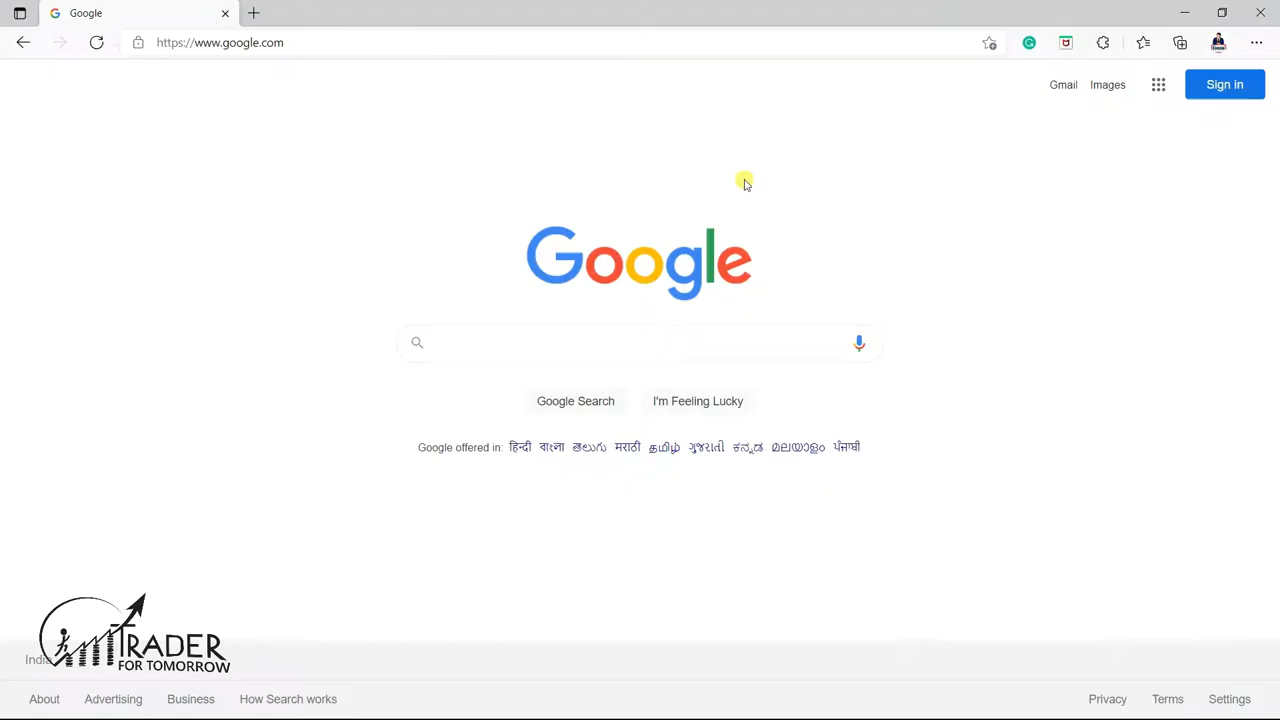 Google
https://www.google.com
Gmail Images Sign in
Google
Google Search I'm Feeling Lucky
Google offered in: हिन्दी বাংলা తెలుగు मराठी தமிழ் ગુજરાતી ಕನ್ನಡ മലയാളം ਪੰਜਾਬੀ
India
TRADER
FOR TOMORROW
About Advertising Business How Search works Privacy Terms Settings